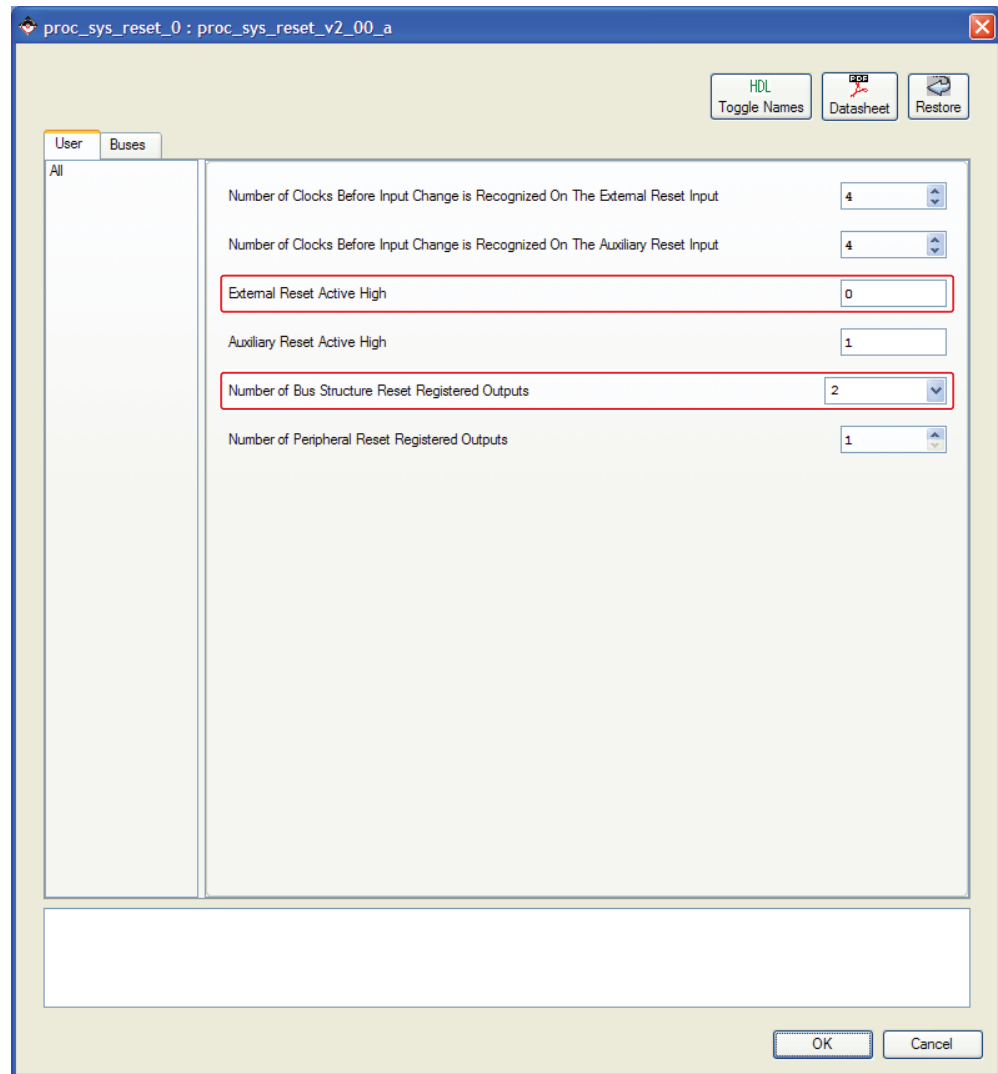 proc_sys_reset_0 : proc_sys_reset_v2_00_a
HDL
Toggle Names
PDF
Datasheet
Restore
User
Buses
All
Number of Clocks Before Input Change is Recognized On The External Reset Input
4
Number of Clocks Before Input Change is Recognized On The Auxiliary Reset Input
4
External Reset Active High
0
Auxiliary Reset Active High
1
Number of Bus Structure Reset Registered Outputs
2
Number of Peripheral Reset Registered Outputs
1
OK
Cancel